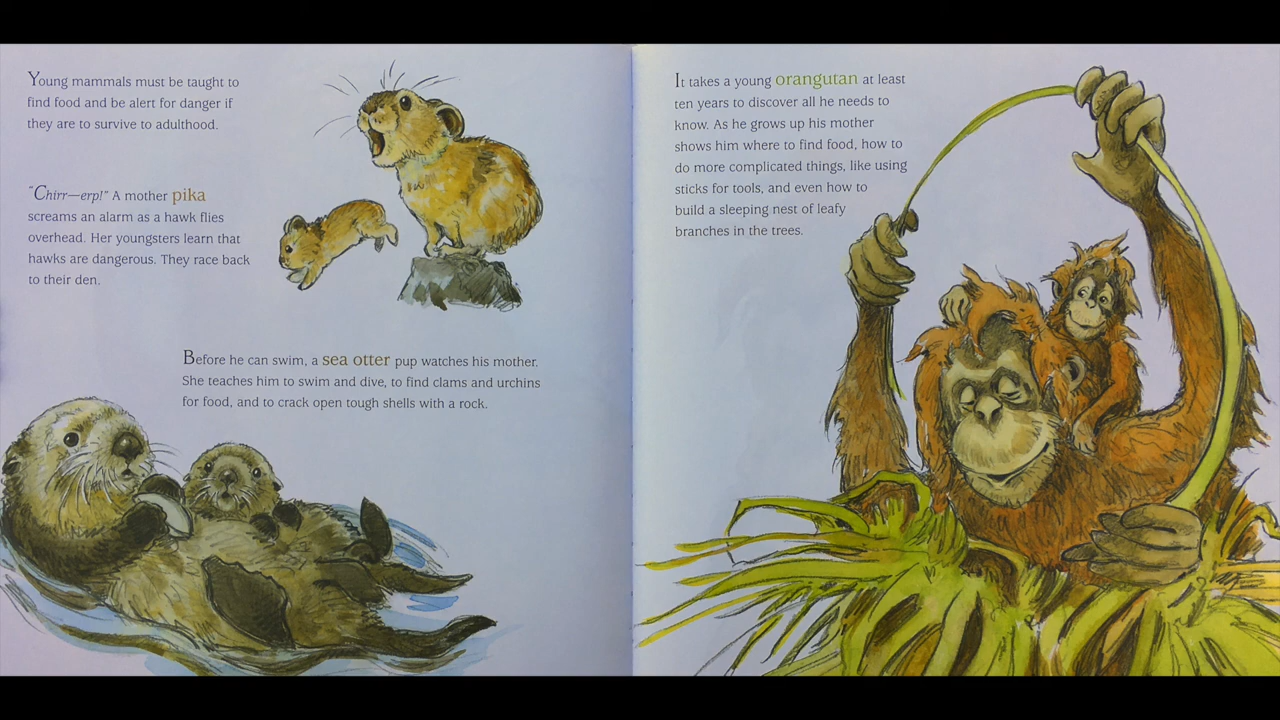 Young mammals must be taught to
find food and be alert for danger if
they are to survive to adulthood.
"Chirr—erp!" A mother pika
screams an alarm as a hawk flies
overhead. Her youngsters learn that
hawks are dangerous. They race back
to their den.
Before he can swim, a sea otter pup watches his mother.
She teaches him to swim and dive, to find clams and urchins
for food, and to crack open tough shells with a rock.
It takes a young orangutan at least
ten years to discover all he needs to
know. As he grows up his mother
shows him where to find food, how to
do more complicated things, like using
sticks for tools, and even how to
build a sleeping nest of leafy
branches in the trees.